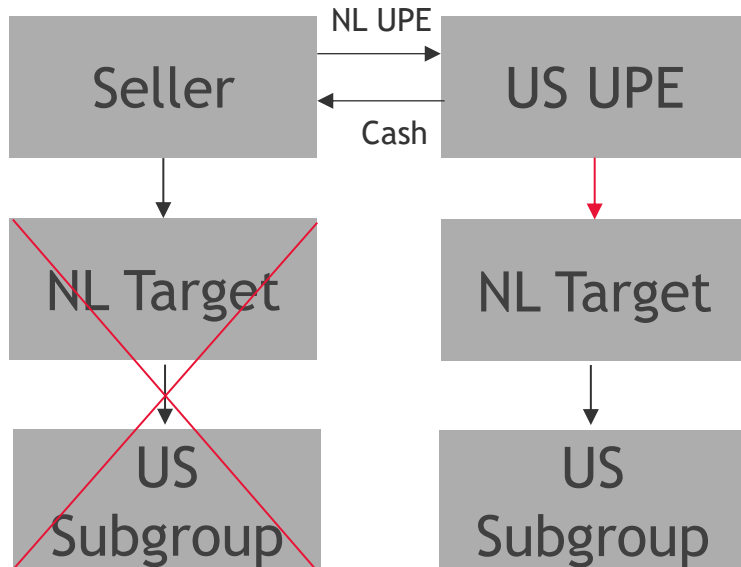 NL UPE
Seller
US UPE
Cash
NL Target
NL Target
US
Subgroup
US
Subgroup